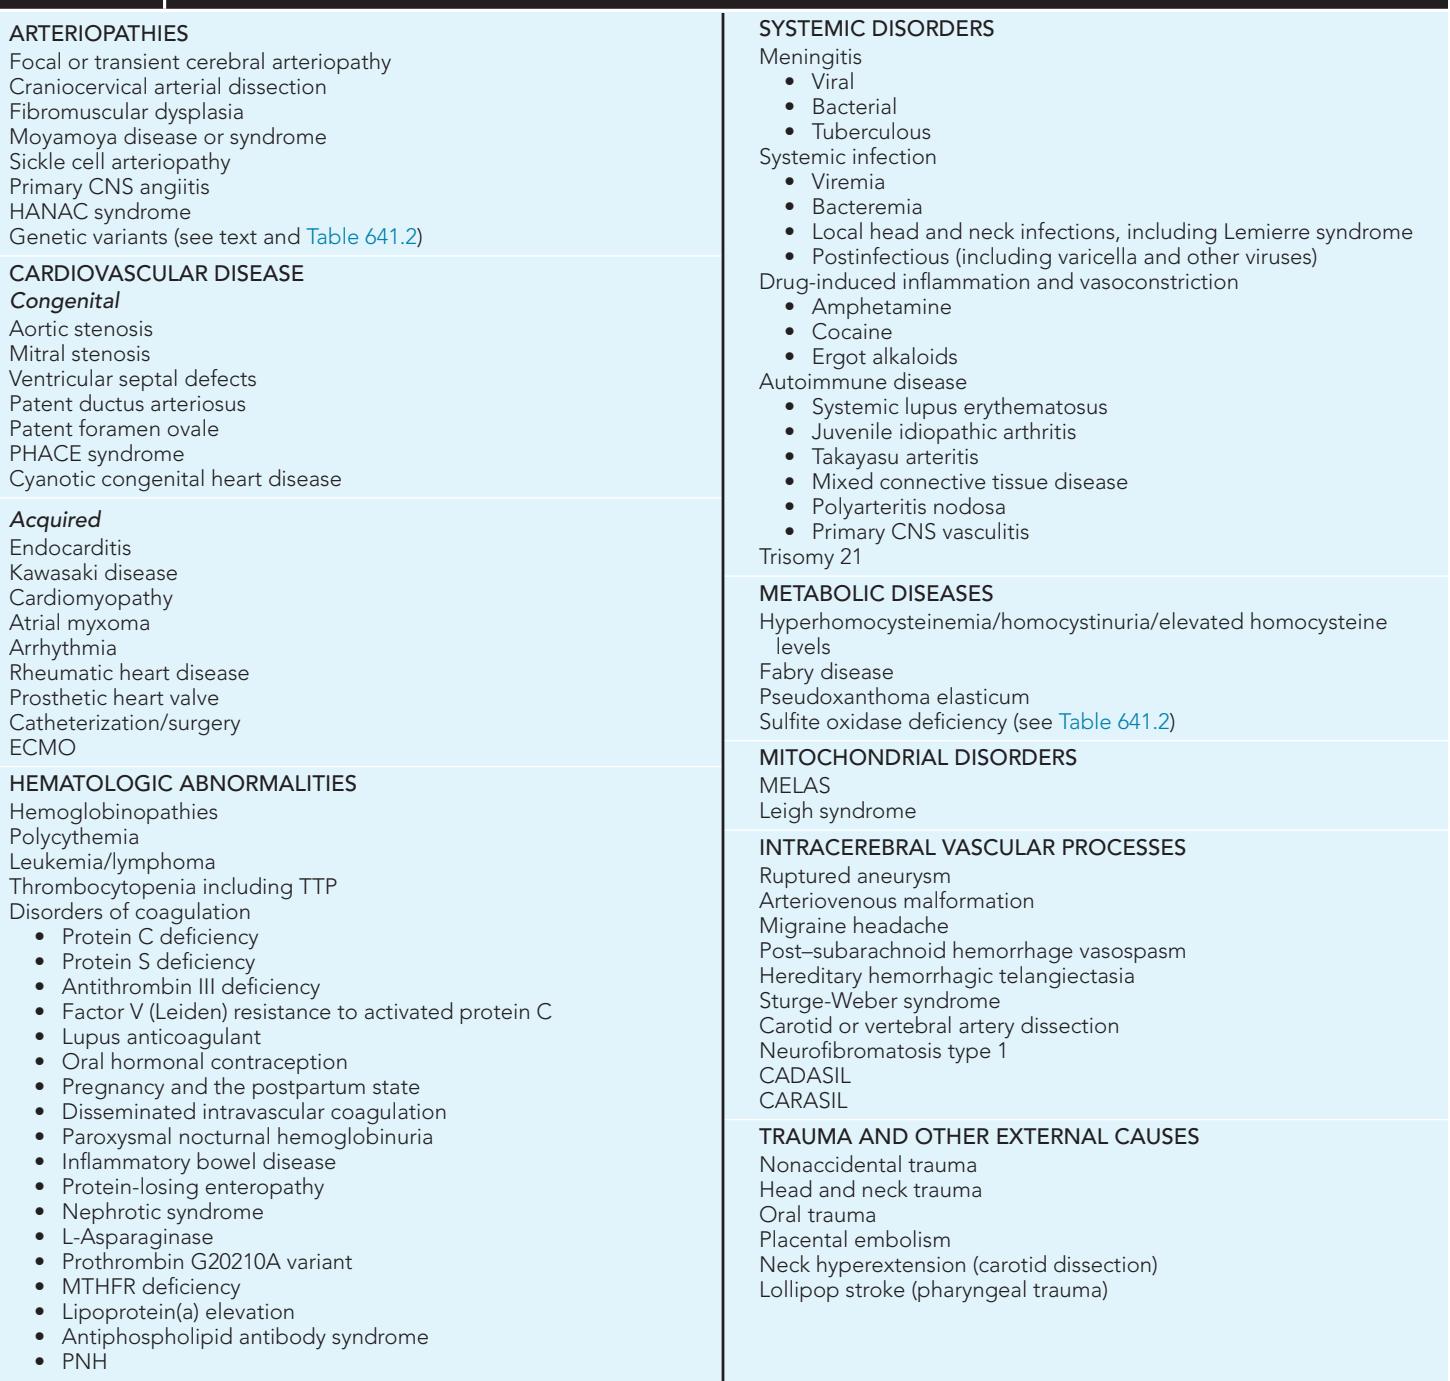 ARTERIOPATHIES
Focal or transient cerebral arteriopathy
Craniocervical arterial dissection
Fibromuscular dysplasia
Moyamoya disease or syndrome
Sickle cell arteriopathy
Primary CNS angiitis
HANAC syndrome
Genetic variants (see text and Table 641.2)
CARDIOVASCULAR DISEASE
Congenital
Aortic stenosis
Mitral stenosis
Ventricular septal defects
Patent ductus arteriosus
Patent foramen ovale
PHACE syndrome
Cyanotic congenital heart disease
Acquired
Endocarditis
Kawasaki disease
Cardiomyopathy
Atrial myxoma
Arrhythmia
Rheumatic heart disease
Prosthetic heart valve
Catheterization/surgery
ECMO
HEMATOLOGIC ABNORMALITIES
Hemoglobinopathies
Polycythemia
Leukemia/lymphoma
Thrombocytopenia including TTP
Disorders of coagulation
• Protein C deficiency
• Protein S deficiency
• Antithrombin III deficiency
• Factor V (Leiden) resistance to activated protein C
• Lupus anticoagulant
• Oral hormonal contraception
• Pregnancy and the postpartum state
• Disseminated intravascular coagulation
• Paroxysmal nocturnal hemoglobinuria
• Inflammatory bowel disease
• Protein-losing enteropathy
• Nephrotic syndrome
• L-Asparaginase
• Prothrombin G20210A variant
• MTHFR deficiency
• Lipoprotein(a) elevation
• Antiphospholipid antibody syndrome
• PNH
SYSTEMIC DISORDERS
Meningitis
• Viral
• Bacterial
• Tuberculous
Systemic infection
• Viremia
• Bacteremia
• Local head and neck infections, including Lemierre syndrome
• Postinfectious (including varicella and other viruses)
Drug-induced inflammation and vasoconstriction
• Amphetamine
• Cocaine
• Ergot alkaloids
Autoimmune disease
• Systemic lupus erythematosus
• Juvenile idiopathic arthritis
• Takayasu arteritis
• Mixed connective tissue disease
• Polyarteritis nodosa
• Primary CNS vasculitis
Trisomy 21
METABOLIC DISEASES
Hyperhomocysteinemia/homocystinuria/elevated homocysteine
levels
Fabry disease
Pseudoxanthoma elasticum
Sulfite oxidase deficiency (see Table 641.2)
MITOCHONDRIAL DISORDERS
MELAS
Leigh syndrome
INTRACEREBRAL VASCULAR PROCESSES
Ruptured aneurysm
Arteriovenous malformation
Migraine headache
Post–subarachnoid hemorrhage vasospasm
Hereditary hemorrhagic telangiectasia
Sturge-Weber syndrome
Carotid or vertebral artery dissection
Neurofibromatosis type 1
CADASIL
CARASIL
TRAUMA AND OTHER EXTERNAL CAUSES
Nonaccidental trauma
Head and neck trauma
Oral trauma
Placental embolism
Neck hyperextension (carotid dissection)
Lollipop stroke (pharyngeal trauma)